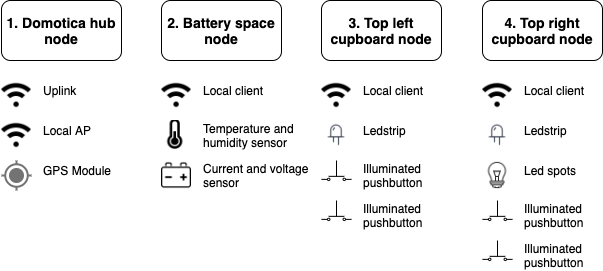 1. Domotica hub
node
Uplink
Local AP
GPS Module
2. Battery space
node
Local client
Temperature and
humidity sensor
Current and voltage
sensor
3. Top left
cupboard node
Local client
Ledstrip
Illuminated
pushbutton
Illuminated
pushbutton
4. Top right
cupboard node
Local client
Ledstrip
Led spots
Illuminated
pushbutton
Illuminated
pushbutton